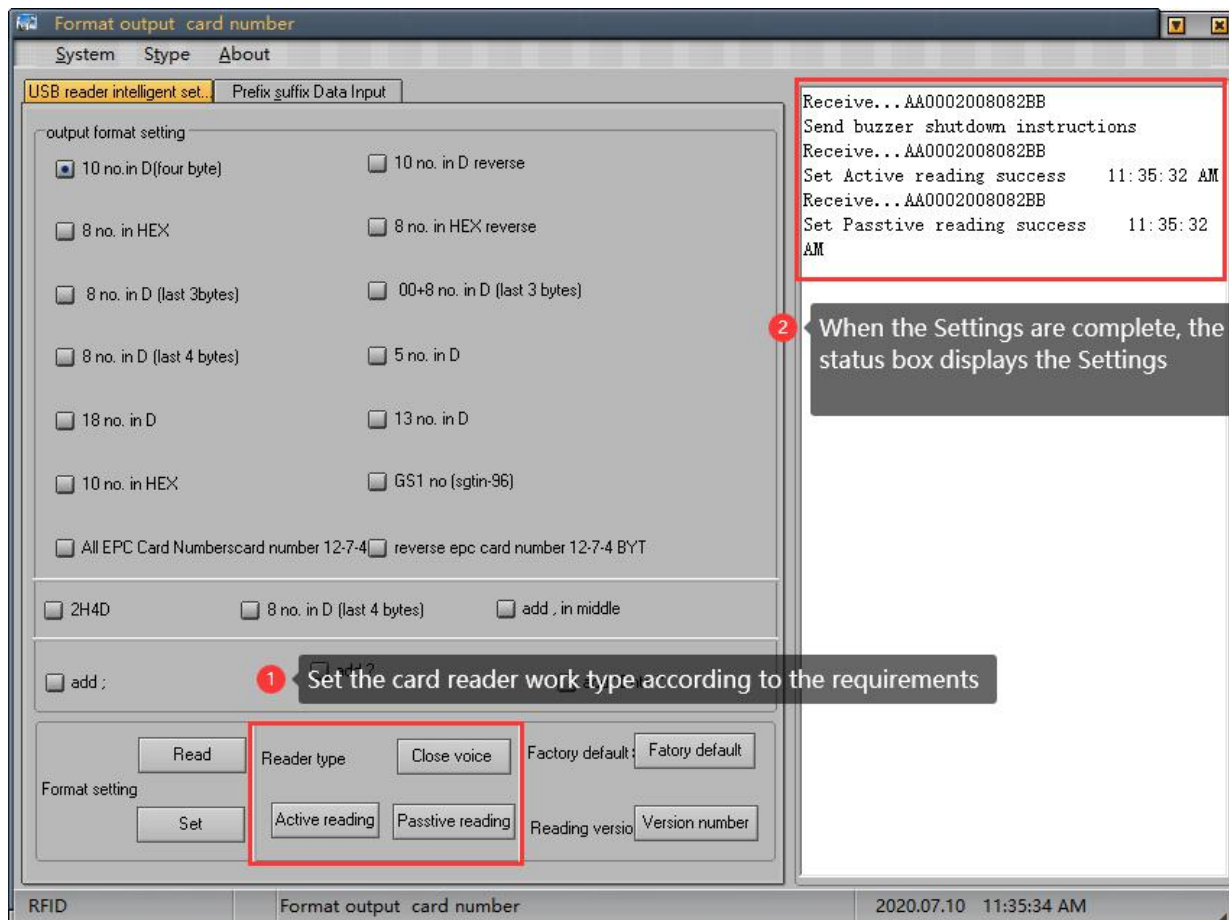 Format output card number
System Stype About
USB reader intelligent set... Prefix suffix Data Input
output format setting
10 no.in D(four byte) 10 no. in D reverse
8 no. in HEX 8 no. in HEX reverse
8 no. in D (last 3bytes) 00+8 no. in D (last 3 bytes)
8 no. in D (last 4 bytes) 5 no. in D
18 no. in D 13 no. in D
10 no. in HEX GS1 no (sgtin-96)
All EPC Card Numberscard number 12-7-4 reverse epc card number 12-7-4 BYT
2H4D 8 no. in D (last 4 bytes) add , in middle
add ;
1 Set the card reader work type according to the requirements
Format setting
Read
Set
Reader type Close voice
Active reading Passtive reading
Factory default: Fatory default
Reading versio Version number
Receive...AA0002008082BB
Send buzzer shutdown instructions
Receive...AA0002008082BB
Set Active reading success 11:35:32 AM
Receive...AA0002008082BB
Set Passtive reading success 11:35:32
AM
2 When the Settings are complete, the
status box displays the Settings
RFID Format output card number 2020.07.10 11:35:34 AM